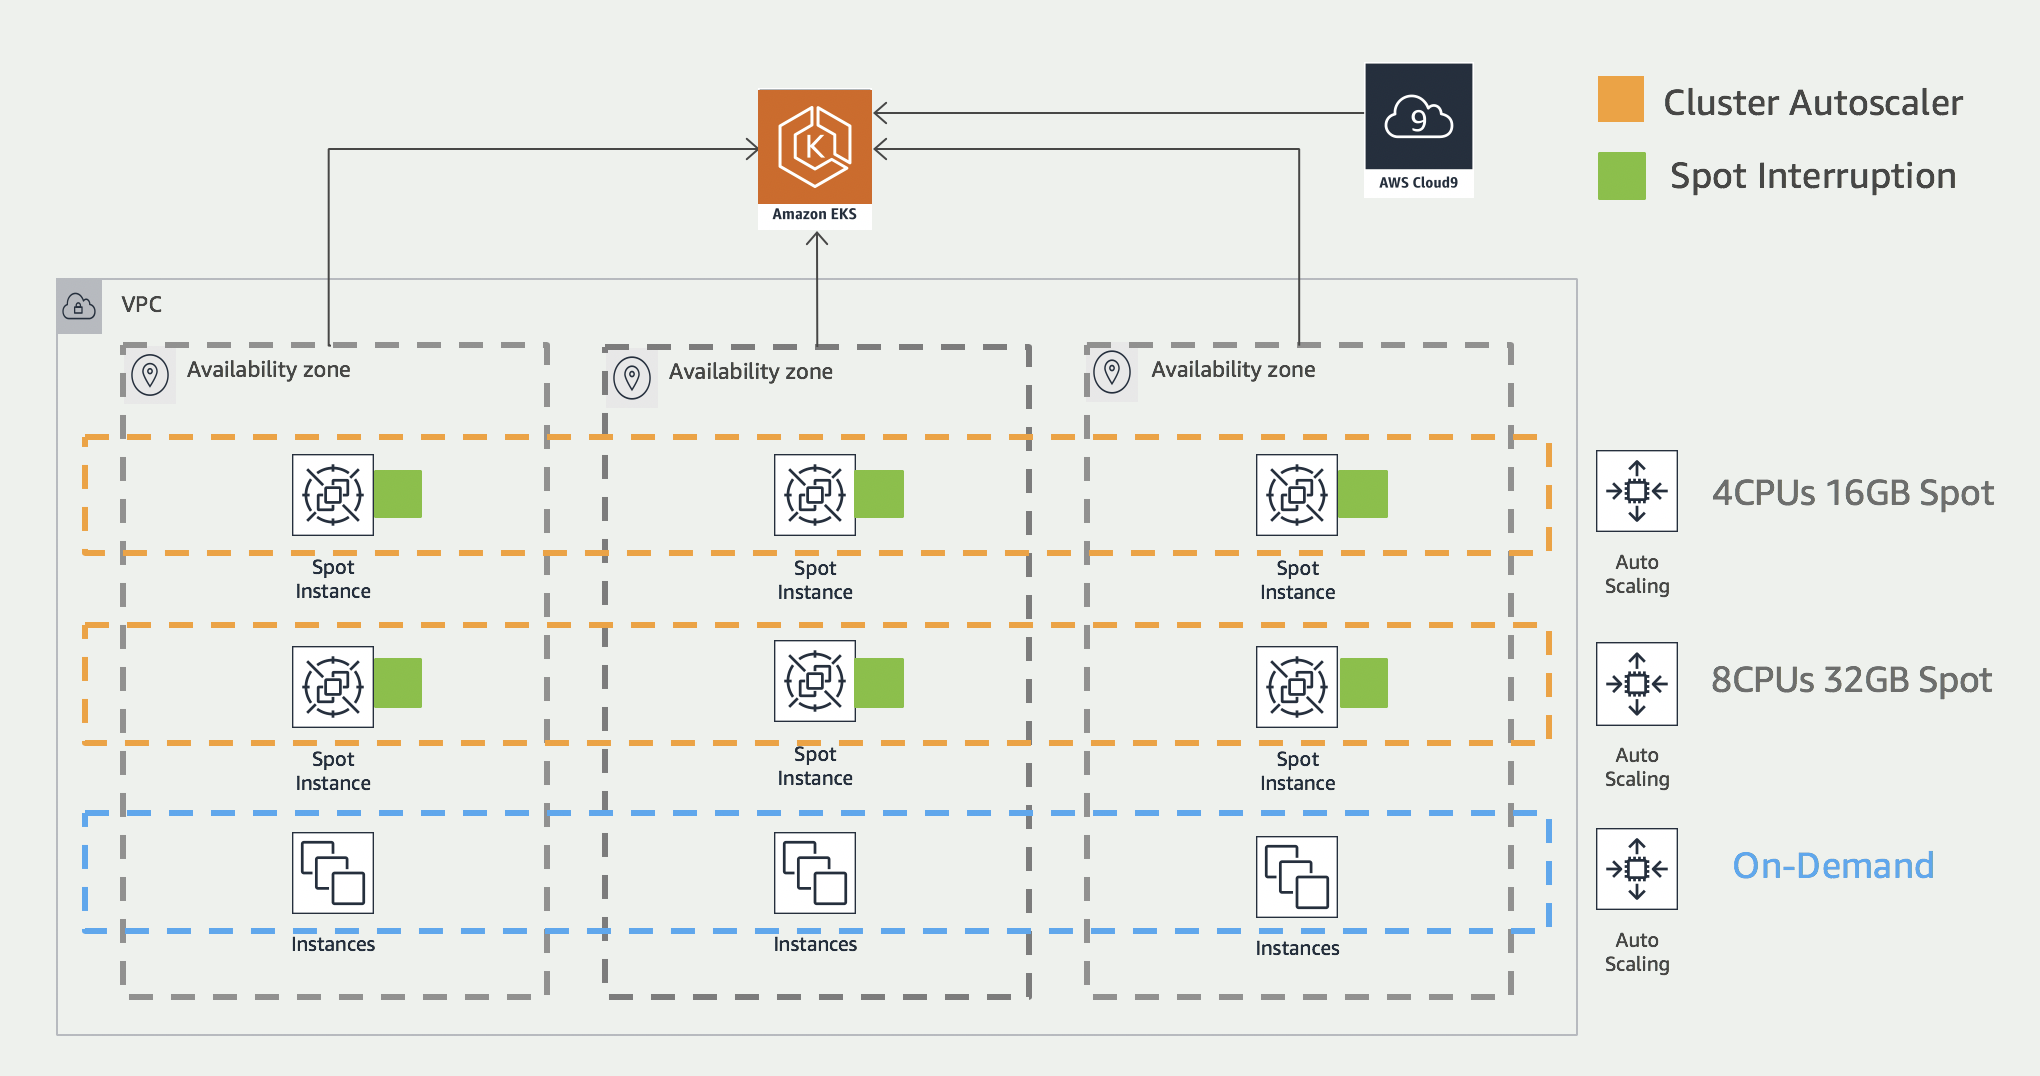 Cluster Autoscaler
9
AWS Cloud9
Spot Interruption
K
Amazon EKS
VPC
Availability zone
Availability zone
Availability zone
4CPUs 16GB Spot
Spot
Instance
Spot
Instance
Spot
Instance
Auto
Scaling
8CPUs 32GB Spot
Spot
Instance
Spot
Instance
Spot
Instance
Auto
Scaling
On-Demand
Instances
Instances
Instances
Auto
Scaling